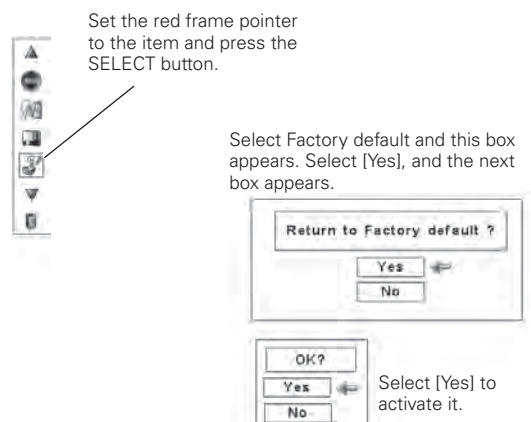 Set the red frame pointer
to the item and press the
SELECT button.
Select Factory default and this box
appears. Select [Yes], and the next
box appears.
Return to Factory default ?
Yes
No
OK?
Yes
No
Select [Yes] to
activate it.